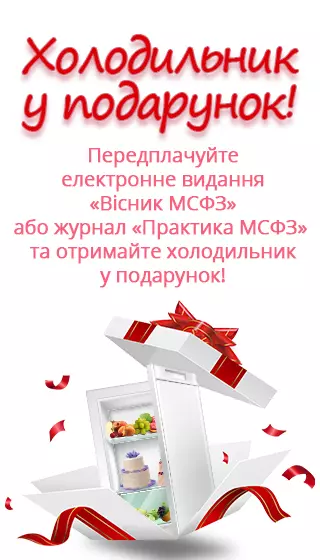 Холодильник
у подарунок!
Передплачуйте
електронне видання
«Вісник МСФЗ»
або журнал «Практика МСФЗ»
та отримайте холодильник
у подарунок!